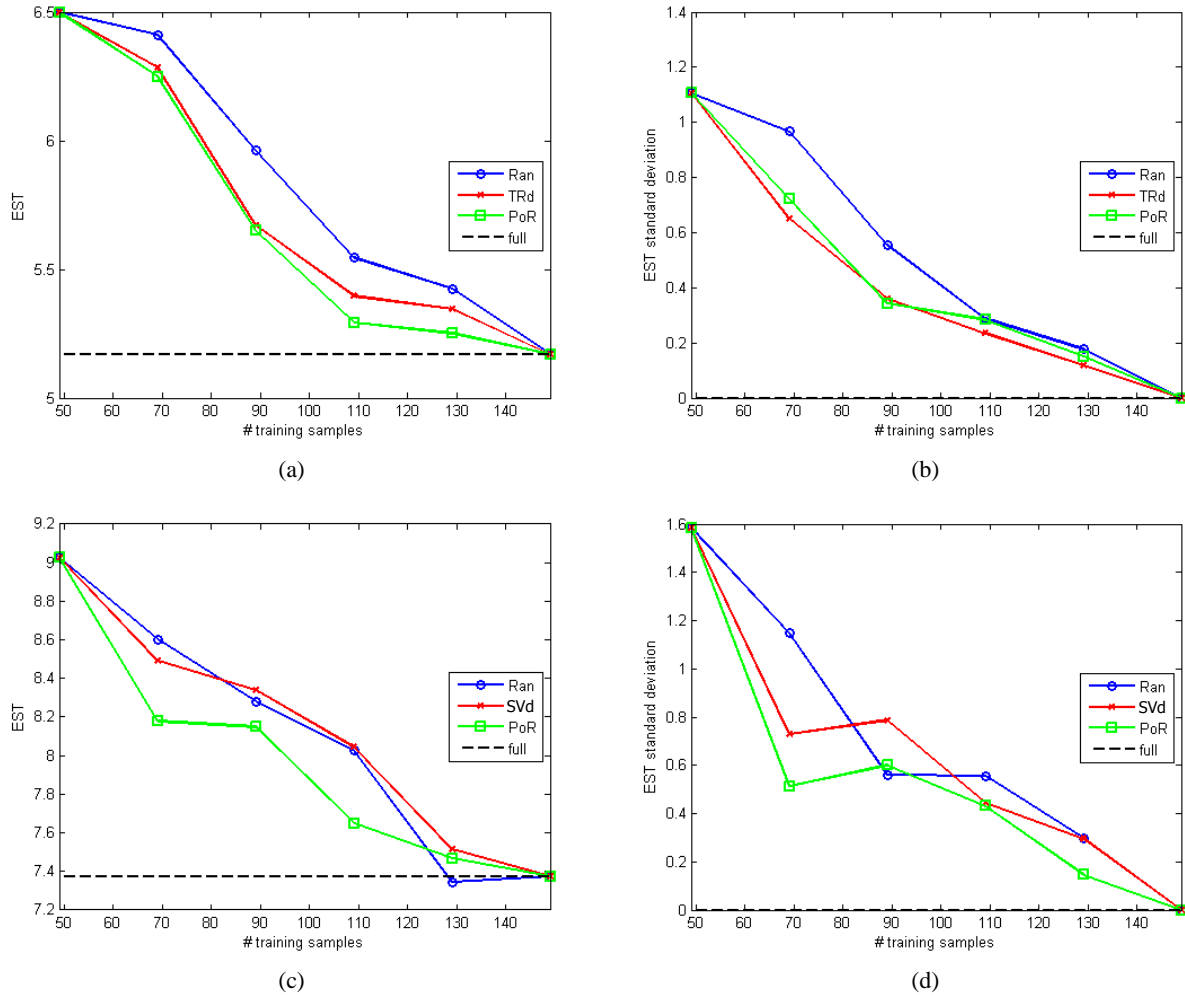 6.5
6
5.5
5
EST
50 60 70 80 90 100 110 120 130 140
# training samples
Ran
TRd
PoR
full
(a)
1.4
1.2
1
0.8
0.6
0.4
0.2
0
EST standard deviation
50 60 70 80 90 100 110 120 130 140
# training samples
Ran
TRd
PoR
full
(b)
9.2
9
8.8
8.6
8.4
8.2
8
7.8
7.6
7.4
7.2
EST
50 60 70 80 90 100 110 120 130 140
# training samples
Ran
SVd
PoR
full
(c)
1.6
1.4
1.2
1
0.8
0.6
0.4
0.2
0
EST standard deviation
50 60 70 80 90 100 110 120 130 140
# training samples
Ran
SVd
PoR
full
(d)